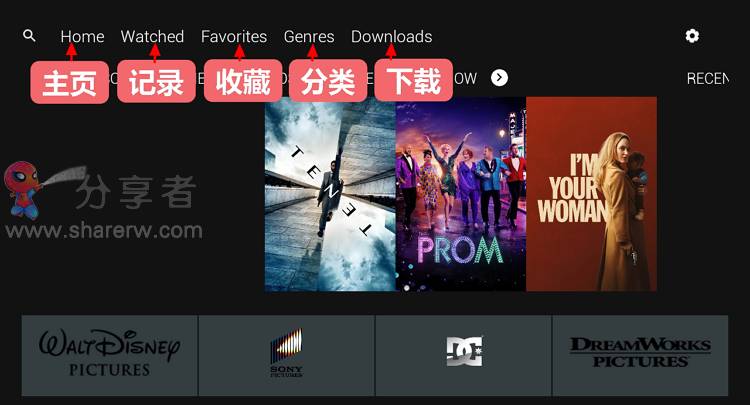 Home Watched Favorites Genres Downloads
主页 记录 收藏 分类 下载
OW
RECEN
TENET
THE PROM
I'M
YOUR
WOMAN
分享者
www.sharerw.com
WALT DISNEY
PICTURES
SONY
PICTURES
DC
DREAMWORKS
PICTURES